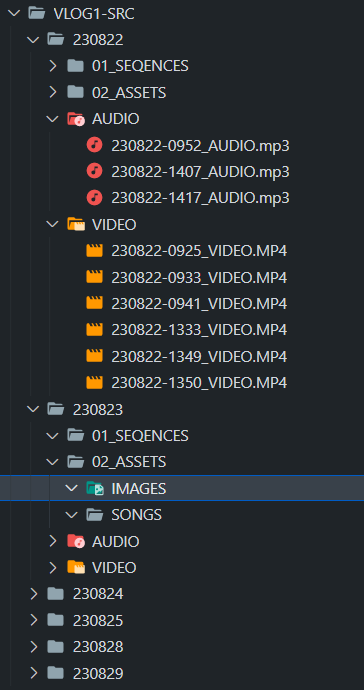 VLOG1-SRC
230822
01_SEQENCES
02_ASSETS
AUDIO
230822-0952_AUDIO.mp3
230822-1407_AUDIO.mp3
230822-1417_AUDIO.mp3
VIDEO
230822-0925_VIDEO.MP4
230822-0933_VIDEO.MP4
230822-0941_VIDEO.MP4
230822-1333_VIDEO.MP4
230822-1349_VIDEO.MP4
230822-1350_VIDEO.MP4
230823
01_SEQENCES
02_ASSETS
IMAGES
SONGS
AUDIO
VIDEO
230824
230825
230828
230829